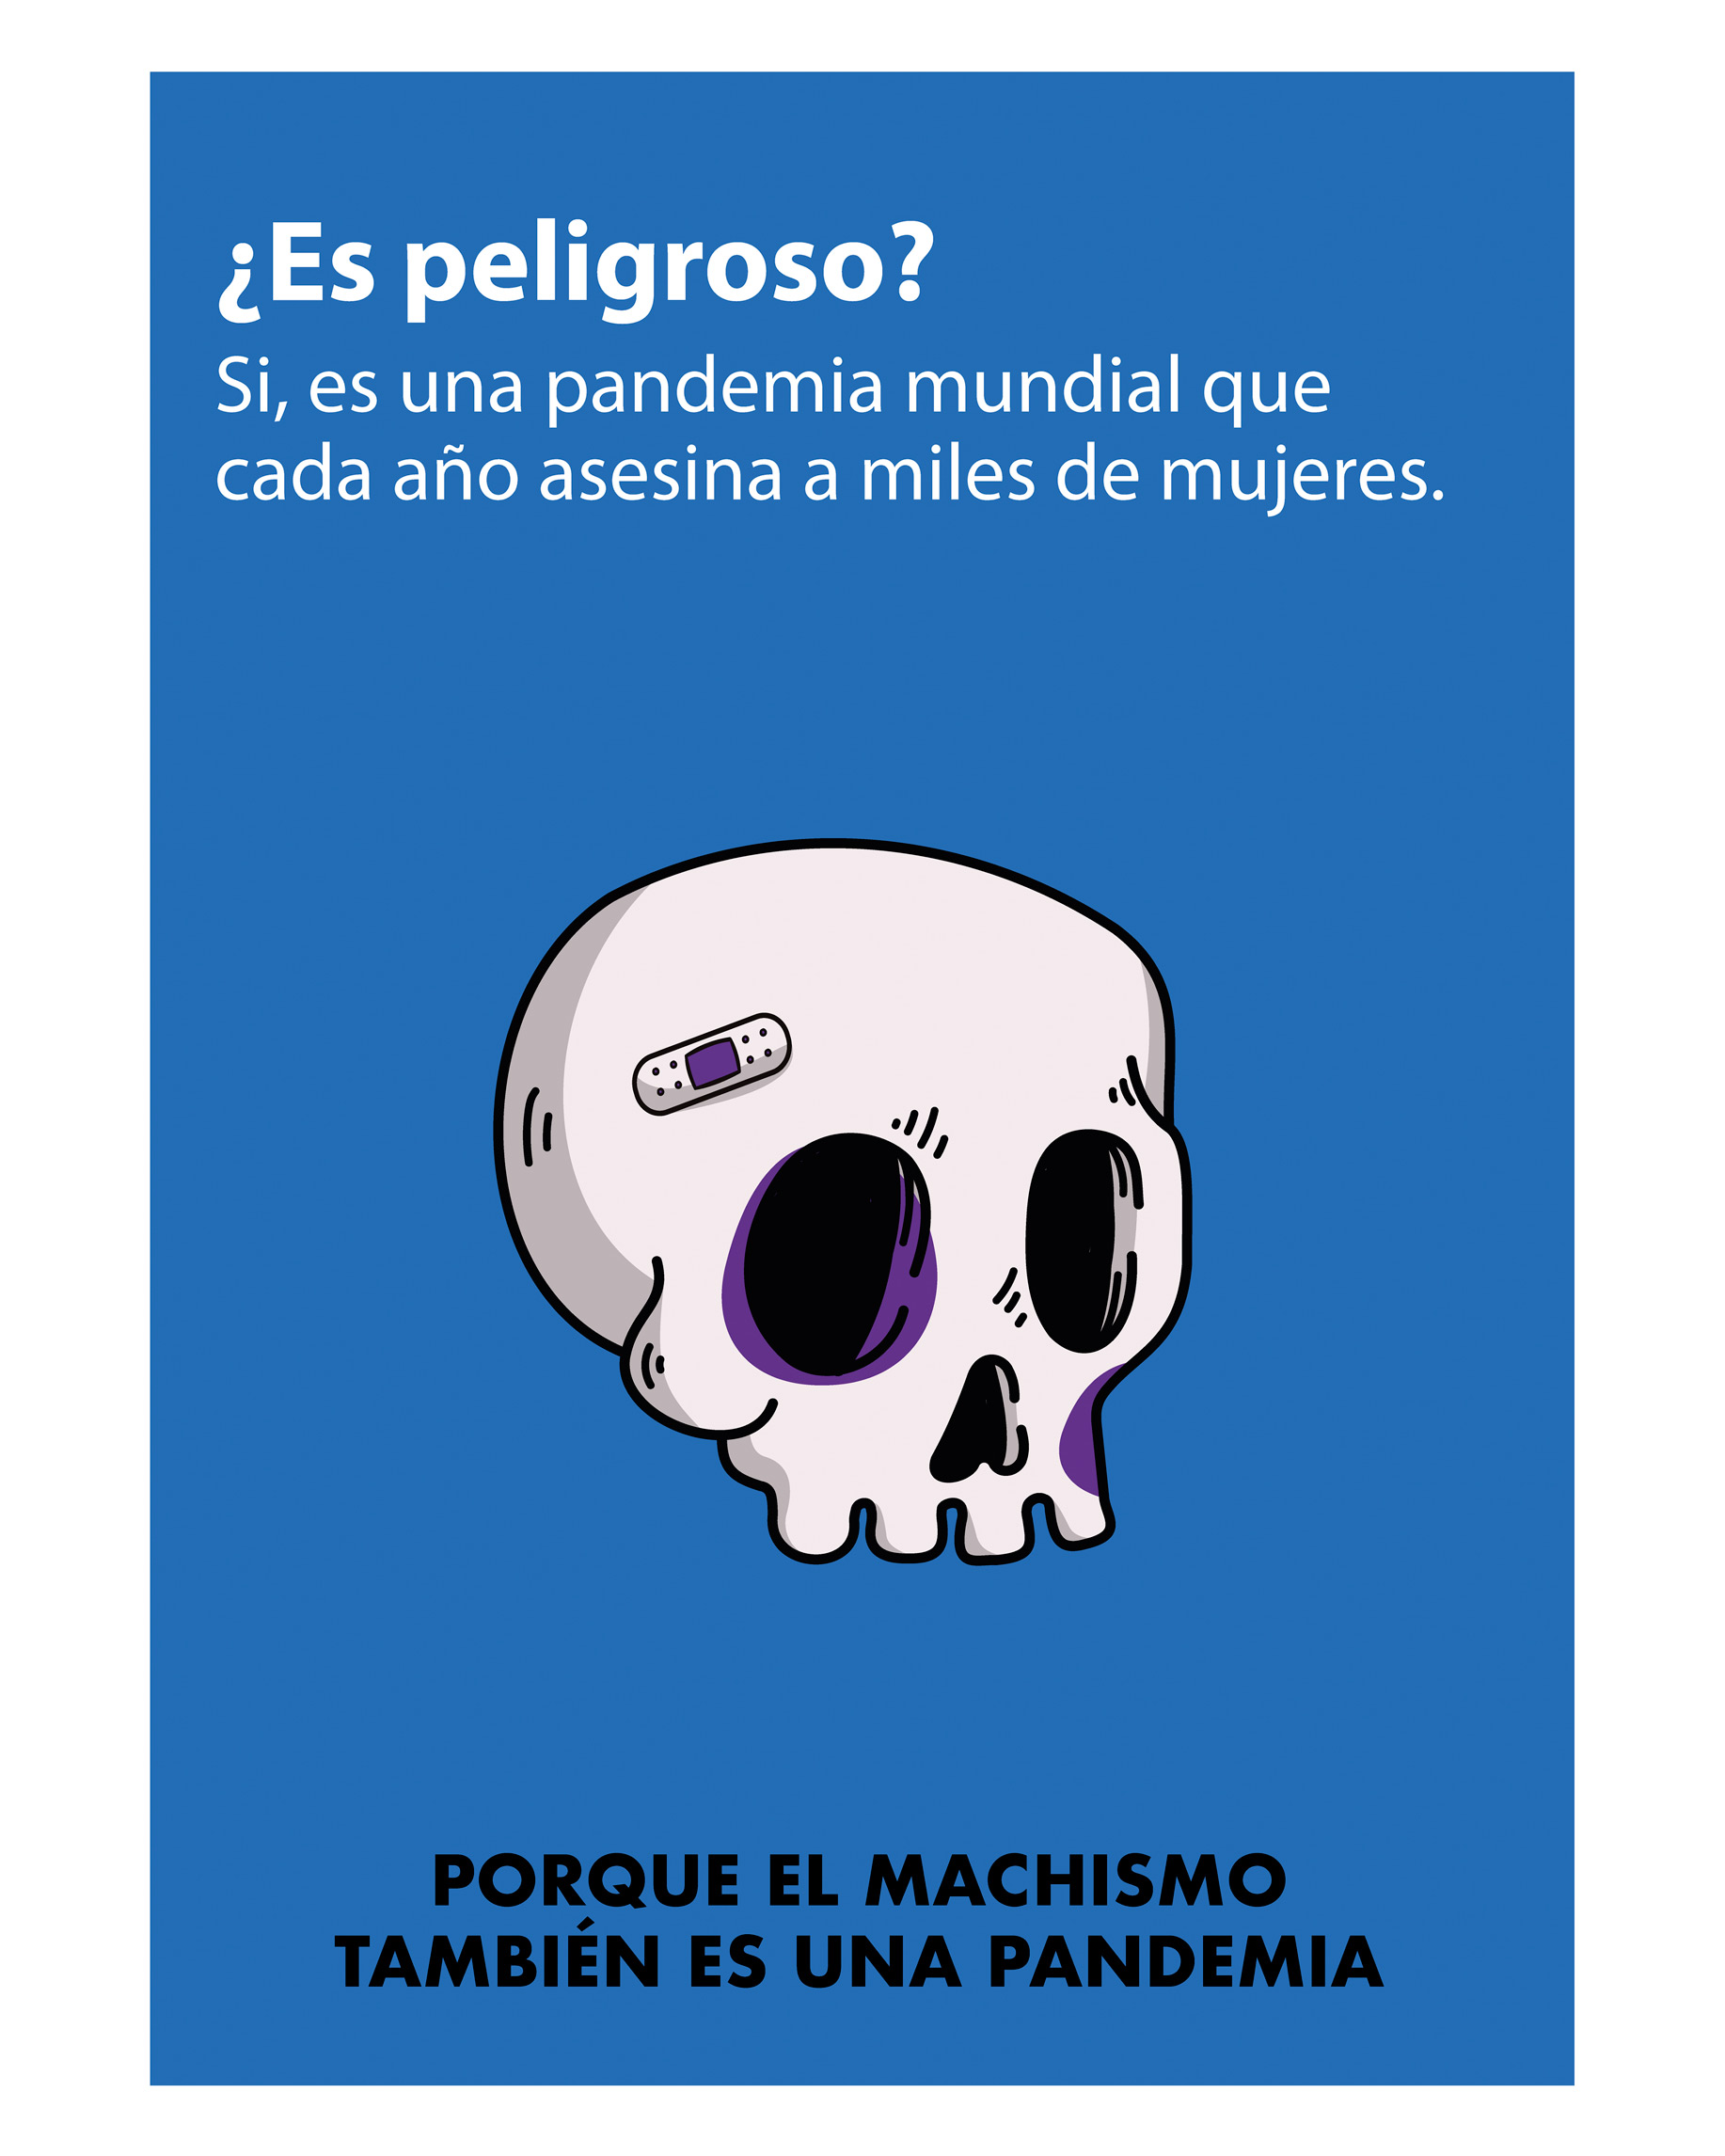 ¿Es peligroso?
Si, es una pandemia mundial que
cada año asesina a miles de mujeres.
PORQUE EL MACHISMO
TAMBIÉN ES UNA PANDEMIA